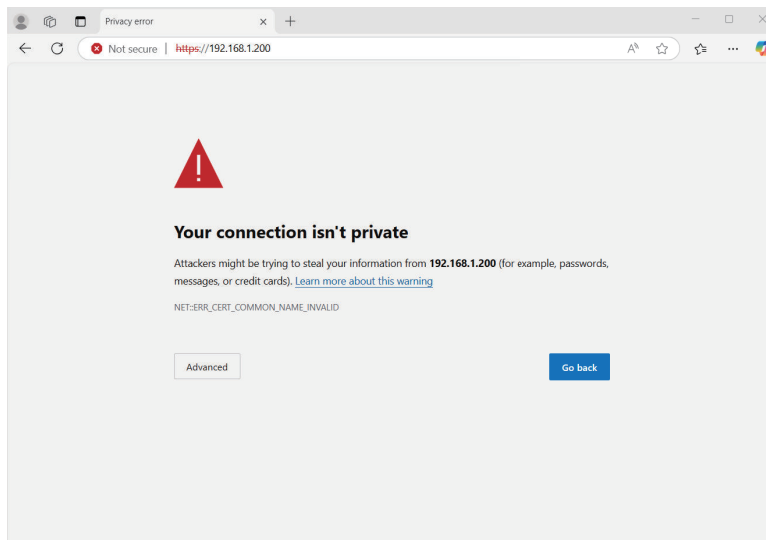 Privacy error
Not secure | https://192.168.1.200
Your connection isn't private
Attackers might be trying to steal your information from 192.168.1.200 (for example, passwords,
messages, or credit cards). Learn more about this warning
NET::ERR_CERT_COMMON_NAME_INVALID
Advanced
Go back